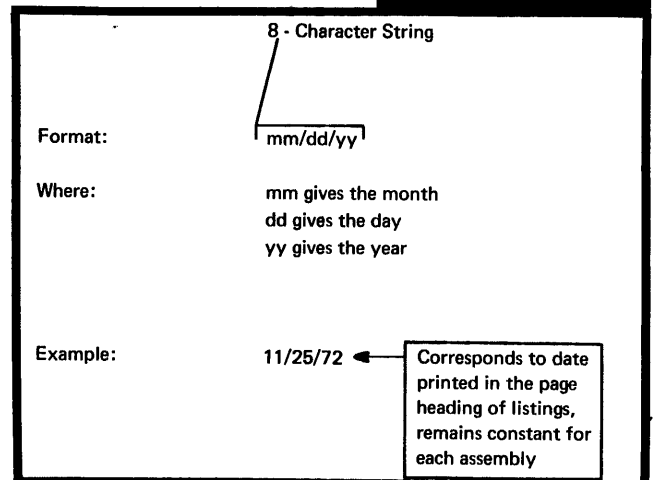 8 - Character String
Format: mm/dd/yy
Where: mm gives the month
dd gives the day
yy gives the year
Example: 11/25/72
Corresponds to date
printed in the page
heading of listings,
remains constant for
each assembly